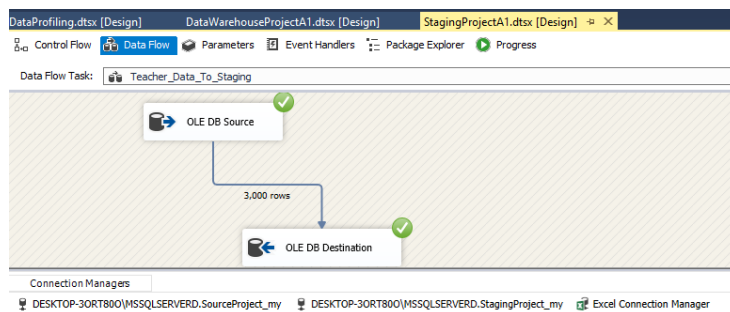 DataProfiling.dtsx [Design] DataWarehouseProjectA1.dtsx [Design] StagingProjectA1.dtsx [Design]
Control Flow Data Flow Parameters Event Handlers Package Explorer Progress
Data Flow Task: Teacher_Data_To_Staging
OLE DB Source
3,000 rows
OLE DB Destination
Connection Managers
DESKTOP-3ORT80O\MSSQLSERVERD.SourceProject_my DESKTOP-3ORT80O\MSSQLSERVERD.StagingProject_my Excel Connection Manager